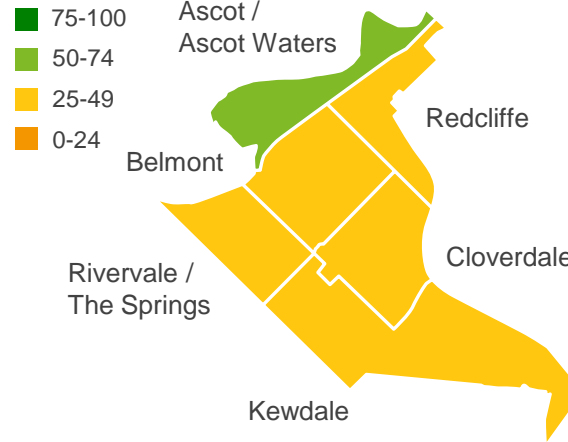 75-100
50-74
25-49
0-24
Ascot /
Ascot Waters
Redcliffe
Belmont
Cloverdale
Rivervale /
The Springs
Kewdale